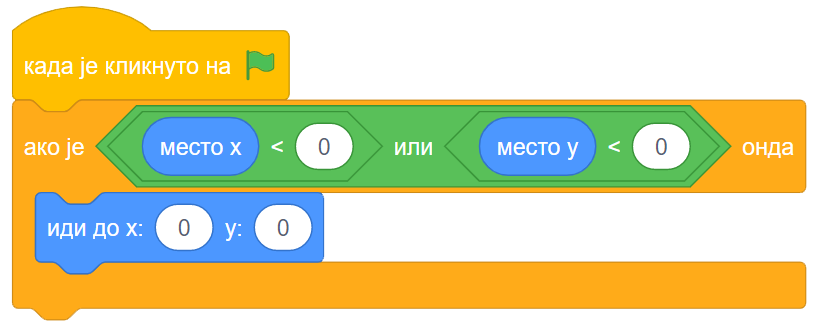 када је кликнуто на
ако је место x < 0 или место y < 0 онда
иди до x: 0 y: 0